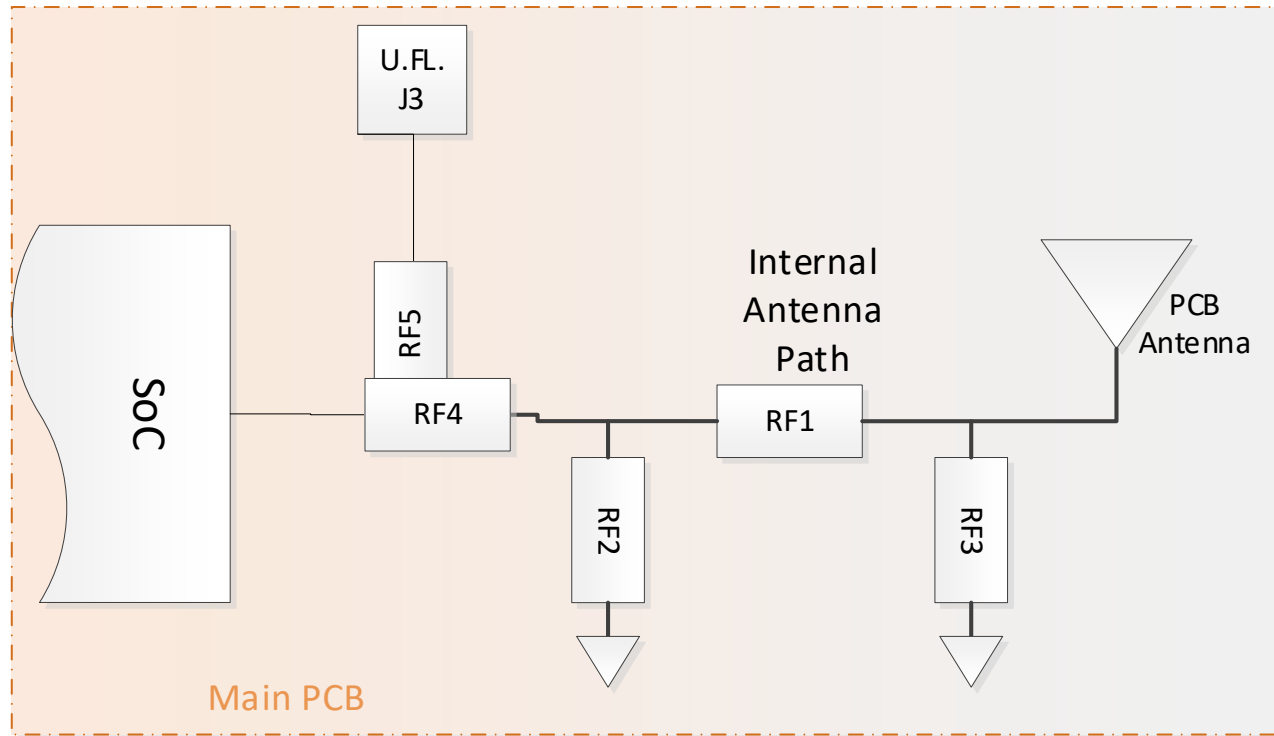 U.FL.
J3
RF5
SoC
RF4
Internal
Antenna
Path
RF1
PCB
Antenna
RF2
RF3
Main PCB